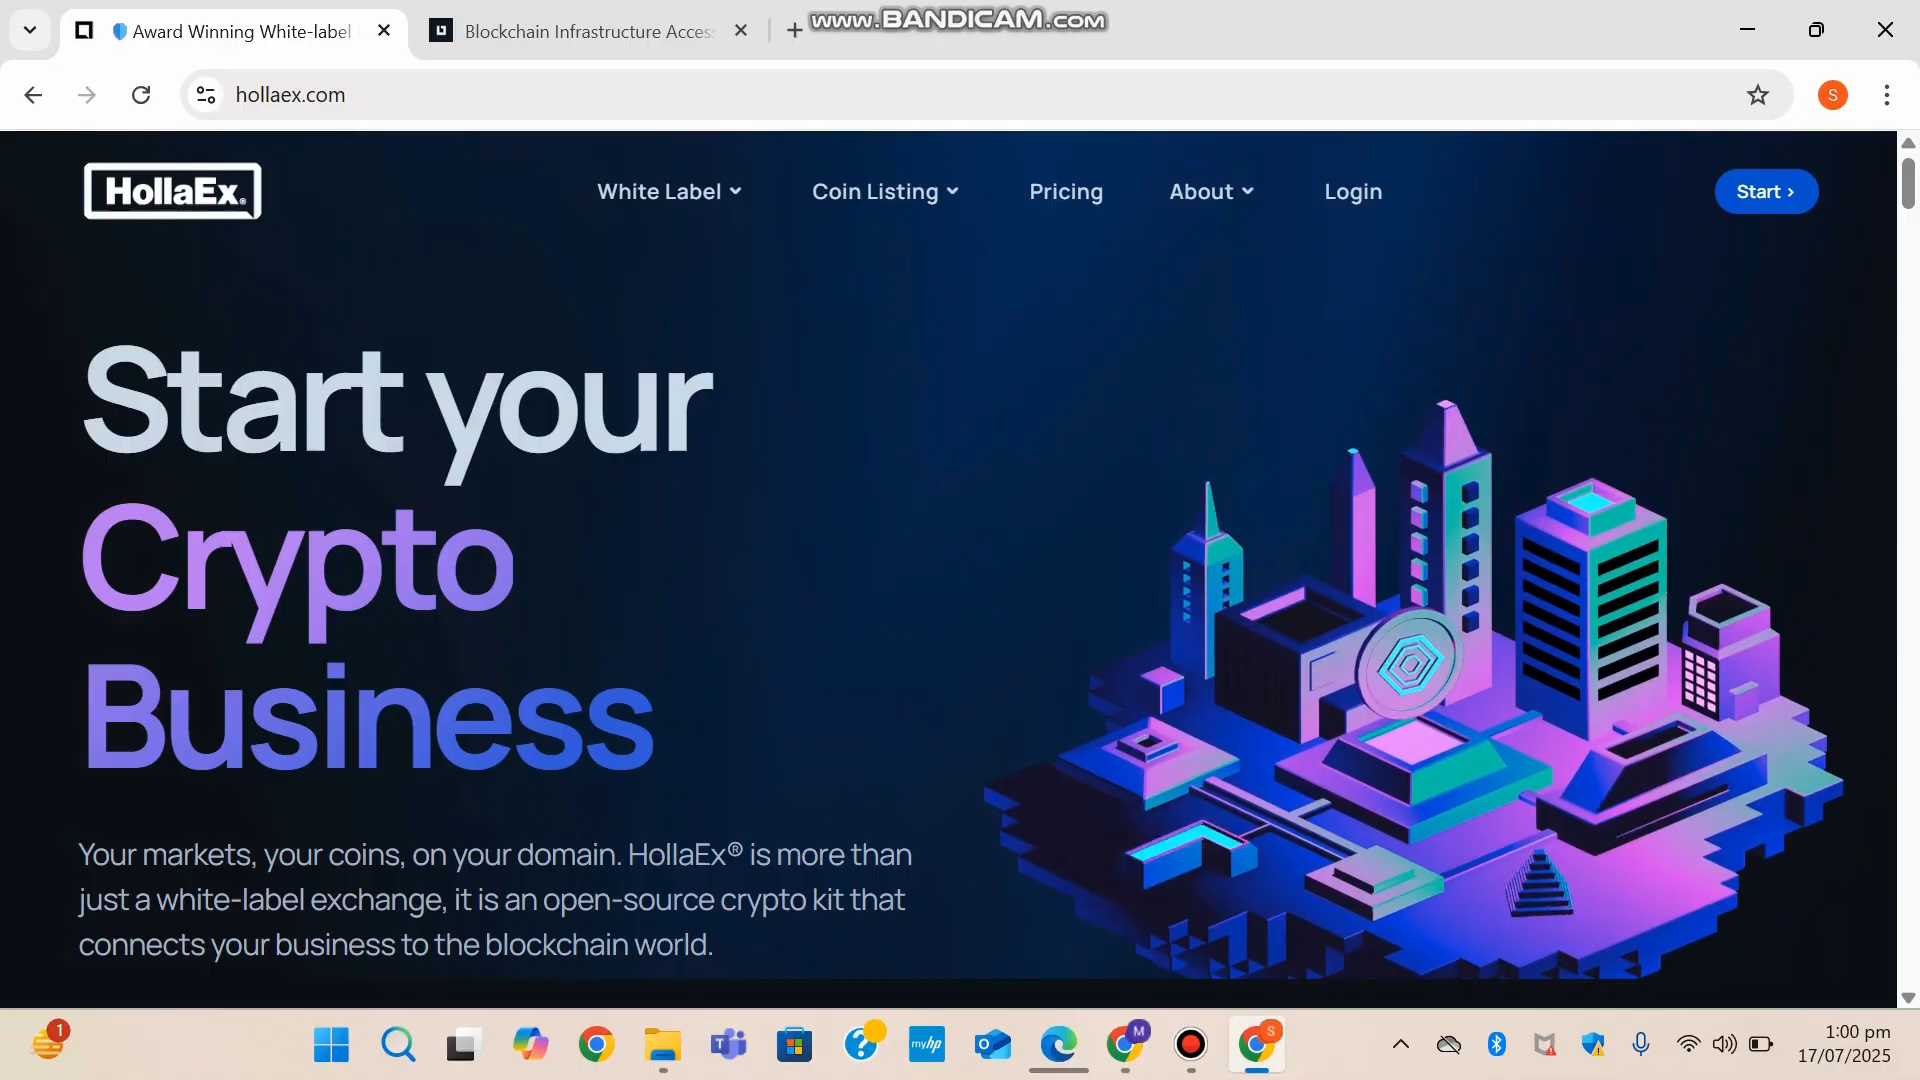 Award Winning White-label
Blockchain Infrastructure Acces
www.BANDICAM.com
hollaex.com
S
HollaEx®
White Label
Coin Listing
Pricing
About
Login
Start ›
Start your
Crypto
Business
Your markets, your coins, on your domain. HollaEx® is more than
just a white-label exchange, it is an open-source crypto kit that
connects your business to the blockchain world.
1
myhp
M
S
1:00 pm
17/07/2025